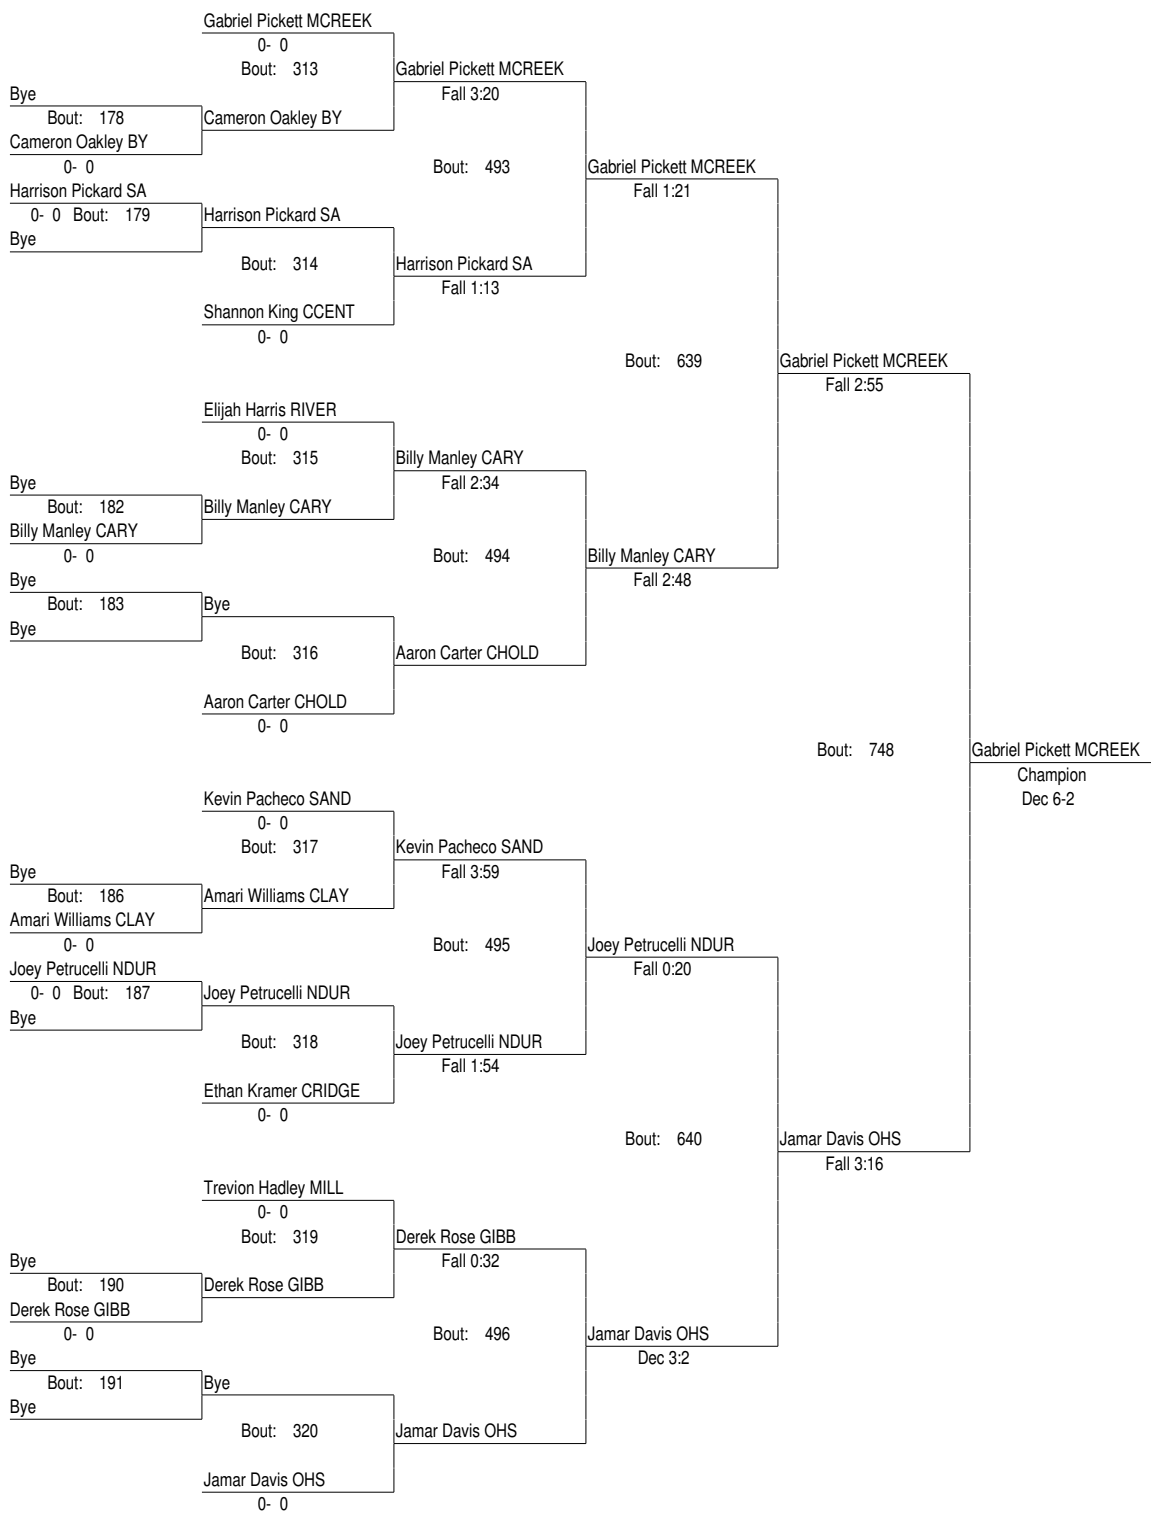 Gabriel Pickett MCREEK
0- 0
Bout: 313
Gabriel Pickett MCREEK
Fall 3:20
Bye
Bout: 178
Cameron Oakley BY
Cameron Oakley BY
0- 0
Bout: 493
Gabriel Pickett MCREEK
Fall 1:21
Harrison Pickard SA
0- 0 Bout: 179
Harrison Pickard SA
Bye
Bout: 314
Harrison Pickard SA
Fall 1:13
Shannon King CCENT
0- 0
Bout: 639
Gabriel Pickett MCREEK
Fall 2:55
Elijah Harris RIVER
0- 0
Bout: 315
Billy Manley CARY
Fall 2:34
Bye
Bout: 182
Billy Manley CARY
Billy Manley CARY
0- 0
Bout: 494
Billy Manley CARY
Fall 2:48
Bye
Bout: 183
Bye
Bye
Bout: 316
Aaron Carter CHOLD
Aaron Carter CHOLD
0- 0
Bout: 748
Gabriel Pickett MCREEK
Champion
Dec 6-2
Kevin Pacheco SAND
0- 0
Bout: 317
Kevin Pacheco SAND
Fall 3:59
Bye
Bout: 186
Amari Williams CLAY
Amari Williams CLAY
0- 0
Bout: 495
Joey Petrucelli NDUR
Fall 0:20
Joey Petrucelli NDUR
0- 0 Bout: 187
Joey Petrucelli NDUR
Bye
Bout: 318
Joey Petrucelli NDUR
Fall 1:54
Ethan Kramer CRIDGE
0- 0
Bout: 640
Jamar Davis OHS
Fall 3:16
Trevion Hadley MILL
0- 0
Bout: 319
Derek Rose GIBB
Fall 0:32
Bye
Bout: 190
Derek Rose GIBB
Derek Rose GIBB
0- 0
Bout: 496
Jamar Davis OHS
Dec 3:2
Bye
Bout: 191
Bye
Bye
Bout: 320
Jamar Davis OHS
Jamar Davis OHS
0- 0